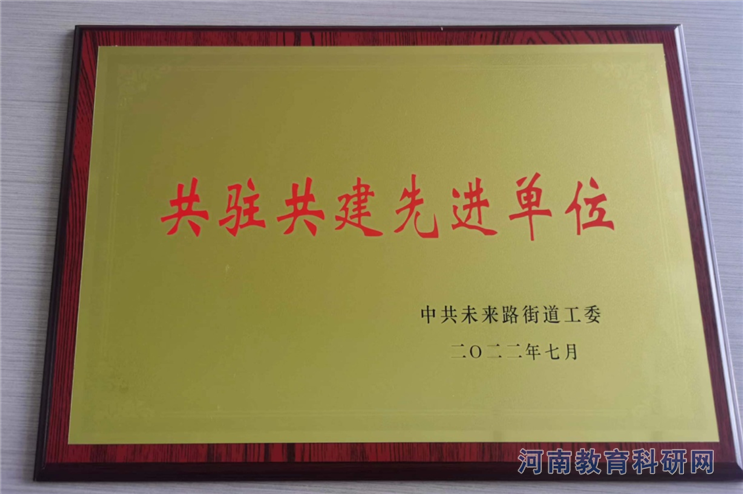 共驻共建先进单位
中共未来路街道工委
二〇二二年七月
河南教育科研网